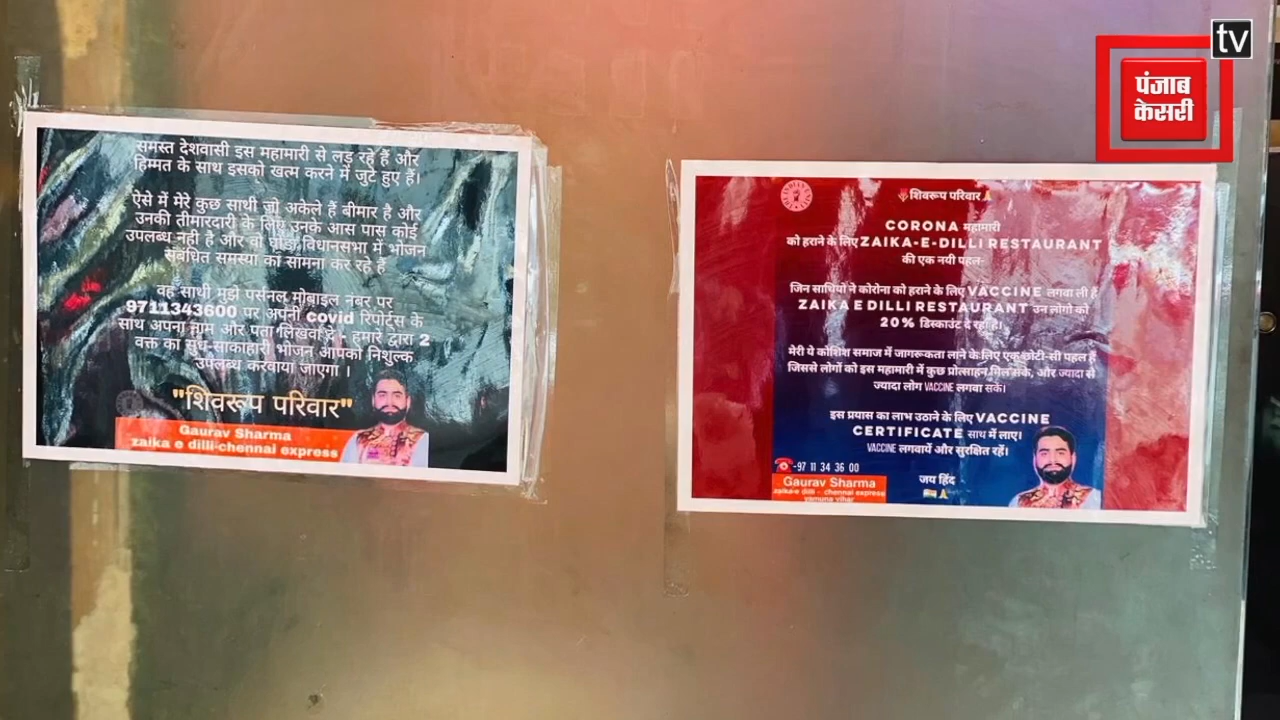 tv
पंजाब
केसरी
समस्त देशवासी इस महामारी से लड़ रहे हैं और
हिम्मत के साथ इसको खत्म करने में जुटे हुए हैं।
ऐसे में मेरे कुछ साथी जो अकेले हैं बीमार है और
उनकी तीमारदारी के लिए उनके आस पास कोई
उपलब्ध नही है और वो घोंडा विधानसभा में भोजन
संबंधित समस्या का सामना कर रहे हैं
वह साथी मुझे पर्सनल मोबाइल नंबर पर
9711343600 पर अपनी covid रिपोर्ट्स के
साथ अपना नाम और पता लिखवा दे - हमारे द्वारा 2
वक्त का सुध-साकाहारी भोजन आपको निशुल्क
उपलब्ध करवाया जाएगा ।
"शिवरूप परिवार"
Gaurav Sharma
zaika e dilli-chennai express
शिवरूप परिवार
CORONA महामारी
को हराने के लिए ZAIKA-E-DILLI RESTAURANT
की एक नयी पहल-
जिन साथियों ने कोरोना को हराने के लिए VACCINE लगवा ली हैं
ZAIKA E DILLI RESTAURANT उन लोगो को
20% डिस्काउंट दे रहा है।
मेरी ये कोशिश समाज में जागरूकता लाने के लिए एक छोटी-सी पहल हैं
जिससे लोगों को इस महामारी में कुछ प्रोत्साहन मिल सके, और ज्यादा से
ज्यादा लोग VACCINE लगवा सके।
इस प्रयास का लाभ उठाने के लिए VACCINE
CERTIFICATE साथ में लाए।
VACCINE लगवायें और सुरक्षित रहें।
-97 11 34 36 00
Gaurav Sharma
zaika-e dilli - chennai express
yamuna vihar
जय हिंद